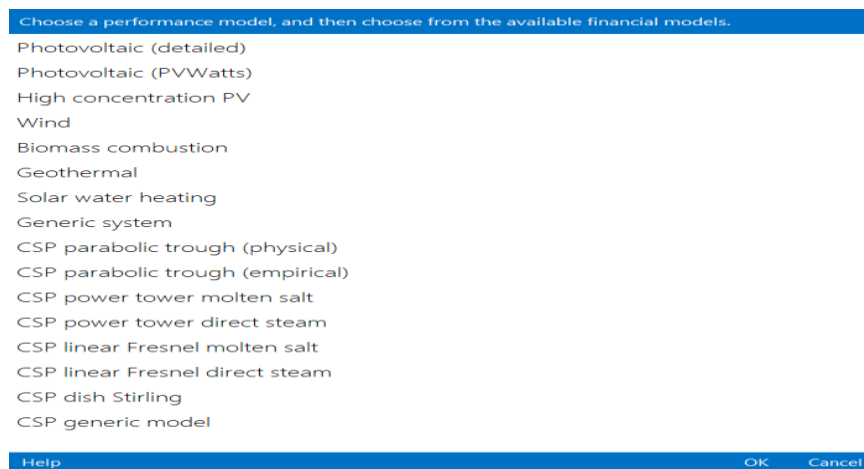 Choose a performance model, and then choose from the available financial models.
Photovoltaic (detailed)
Photovoltaic (PVWatts)
High concentration PV
Wind
Biomass combustion
Geothermal
Solar water heating
Generic system
CSP parabolic trough (physical)
CSP parabolic trough (empirical)
CSP power tower molten salt
CSP power tower direct steam
CSP linear Fresnel molten salt
CSP linear Fresnel direct steam
CSP dish Stirling
CSP generic model
Help OK Cancel